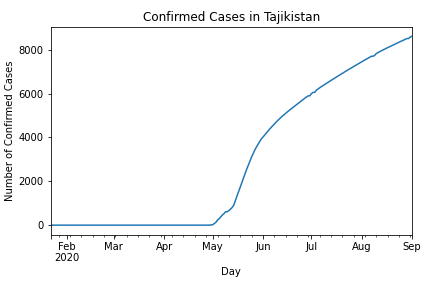 Confirmed Cases in Tajikistan
Number of Confirmed Cases
8000
6000
4000
2000
0
Feb Mar Apr May Jun Jul Aug Sep
2020
Day